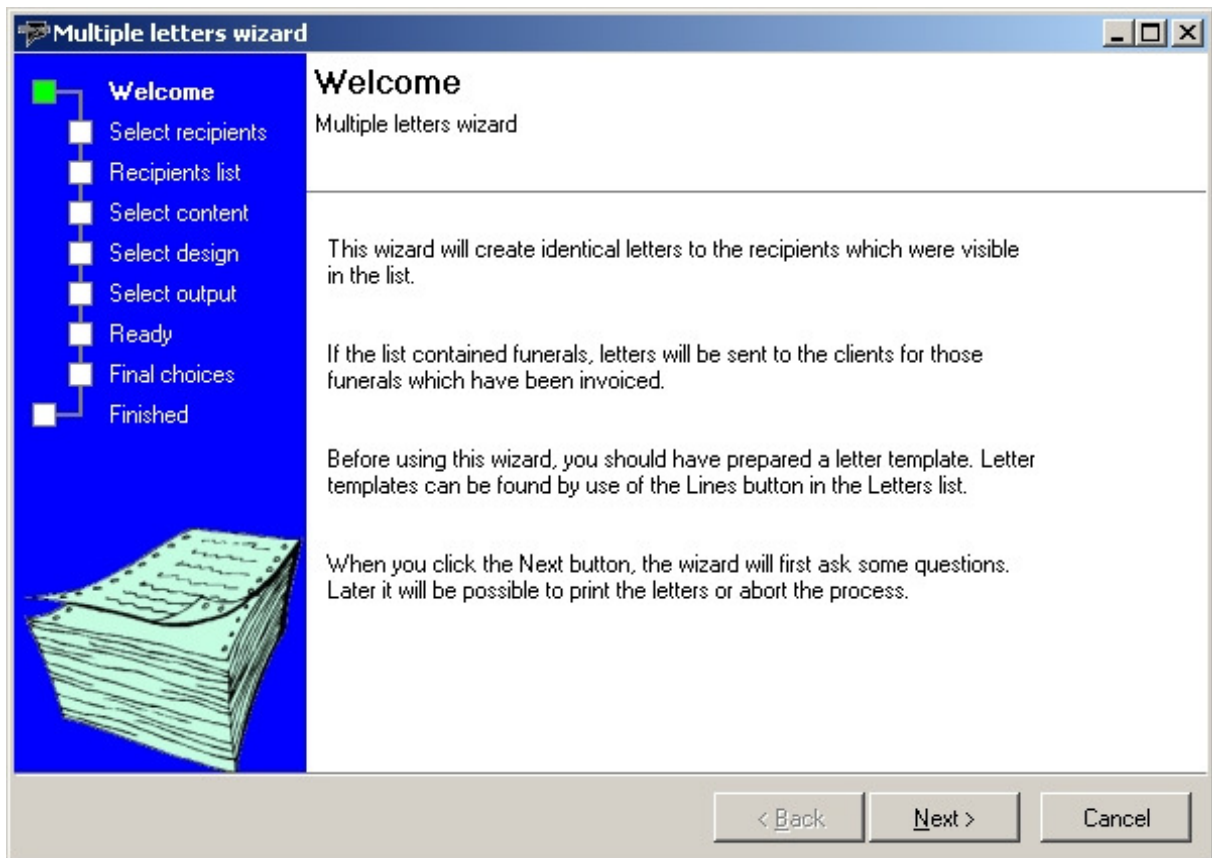 Multiple letters wizard
Welcome
Select recipients
Recipients list
Select content
Select design
Select output
Ready
Final choices
Finished
Welcome
Multiple letters wizard
This wizard will create identical letters to the recipients which were visible
in the list.
If the list contained funerals, letters will be sent to the clients for those
funerals which have been invoiced.
Before using this wizard, you should have prepared a letter template. Letter
templates can be found by use of the Lines button in the Letters list.
When you click the Next button, the wizard will first ask some questions.
Later it will be possible to print the letters or abort the process.
< Back
Next >
Cancel